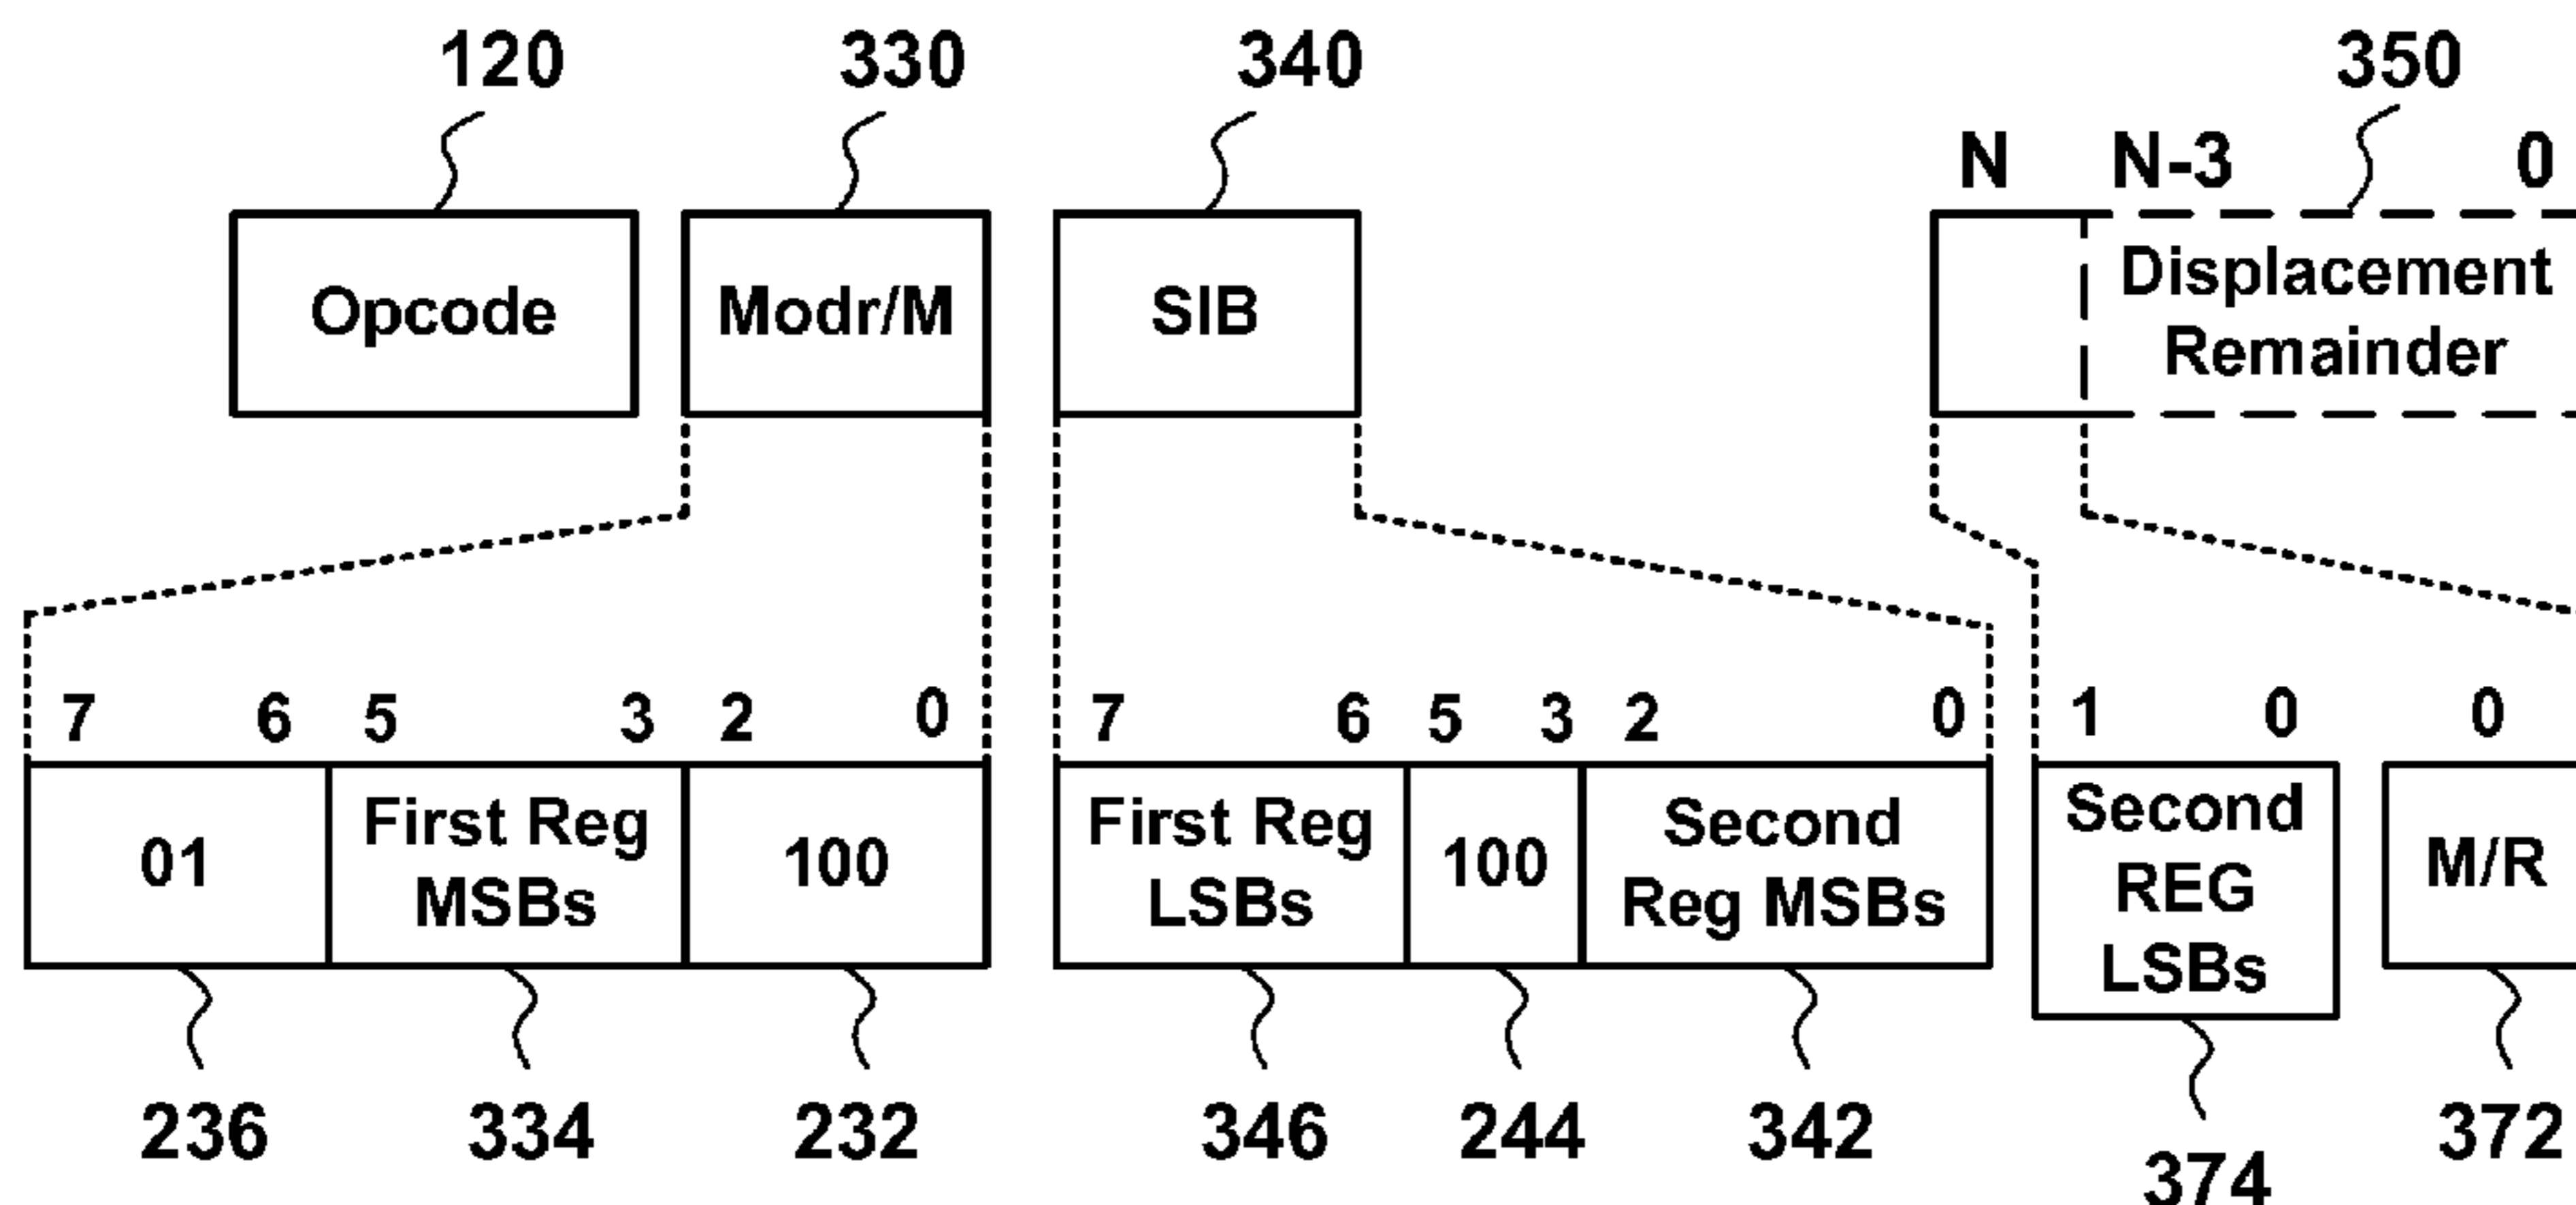 120 330 340 350
N N-3 0
Opcode Modr/M SIB Displacement
Remainder
7 6 5 3 2 0 7 6 5 3 2 0 1 0 0
01 First Reg
MSBs 100 First Reg
LSBs 100 Second
Reg MSBs Second
REG
LSBs M/R
236 334 232 346 244 342 374 372